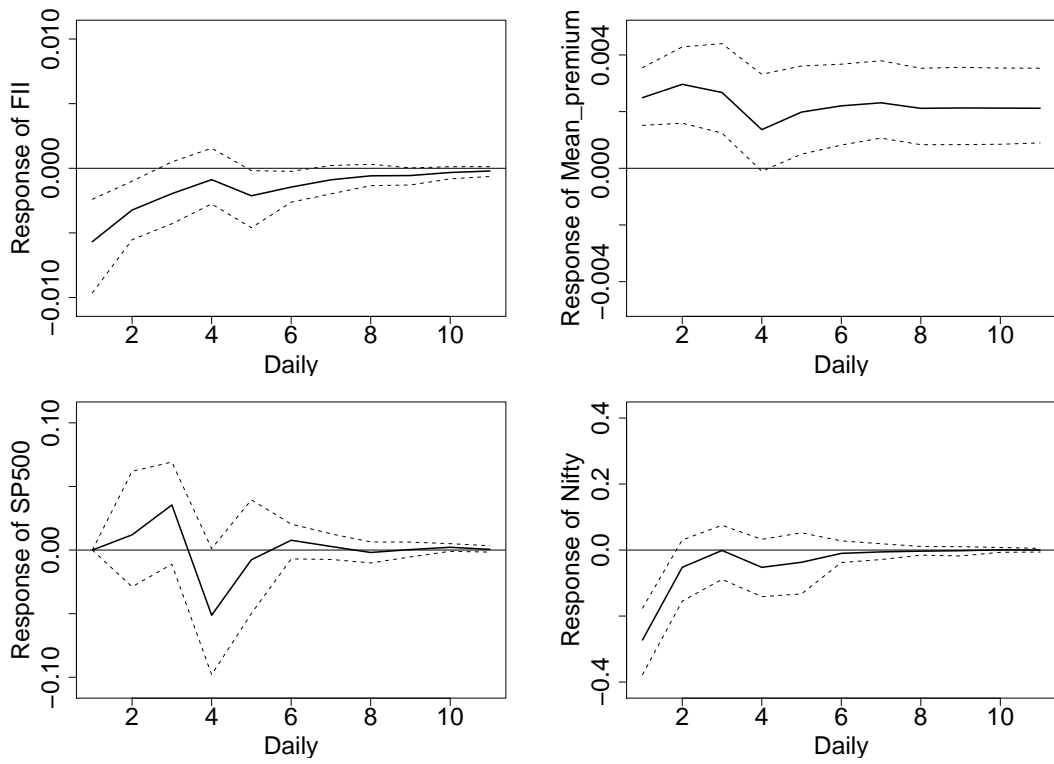 Response of FII
0.010
0.000
−0.010
2 4 6 8 10
Daily
Response of Mean_premium
0.004
0.000
−0.004
2 4 6 8 10
Daily
Response of SP500
0.10
0.00
−0.10
2 4 6 8 10
Daily
Response of Nifty
0.4
0.2
0.0
−0.4
2 4 6 8 10
Daily